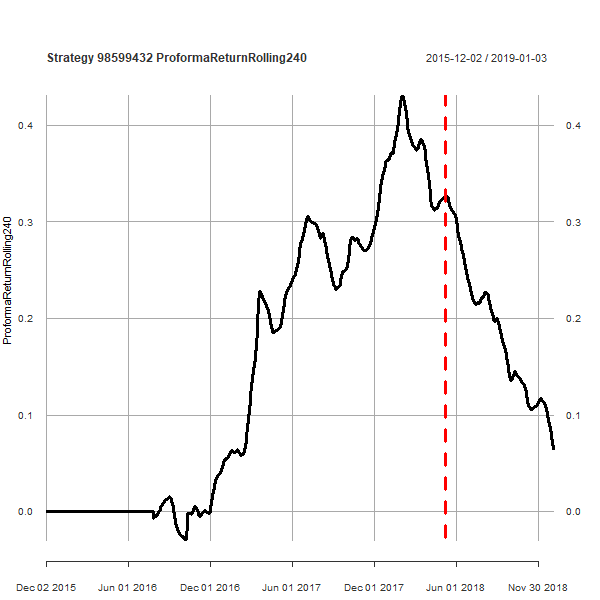 Strategy 98599432 ProformaReturnRolling240
2015-12-02 / 2019-01-03
0.4
0.4
0.3
0.3
0.2
0.2
0.1
0.1
0.0
0.0
ProformaReturnRolling240
Dec 02 2015
Jun 01 2016
Dec 01 2016
Jun 01 2017
Dec 01 2017
Jun 01 2018
Nov 30 2018